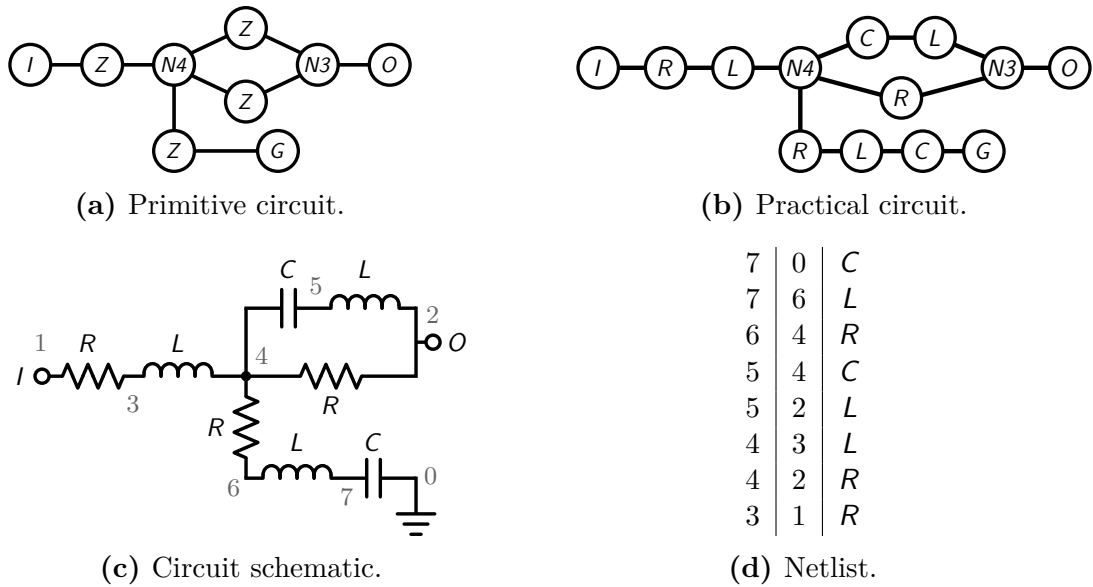 Z
Z
C
L
I
Z
N4
N3
O
I
R
L
N4
N3
O
Z
R
Z
G
R
L
C
G
(a) Primitive circuit.
(b) Practical circuit.
C
5
L
2
O
1
R
L
4
I
3
R
R
L
C
6
7
0
(c) Circuit schematic.
7 0 C
7 6 L
6 4 R
5 4 C
5 2 L
4 3 L
4 2 R
3 1 R
(d) Netlist.